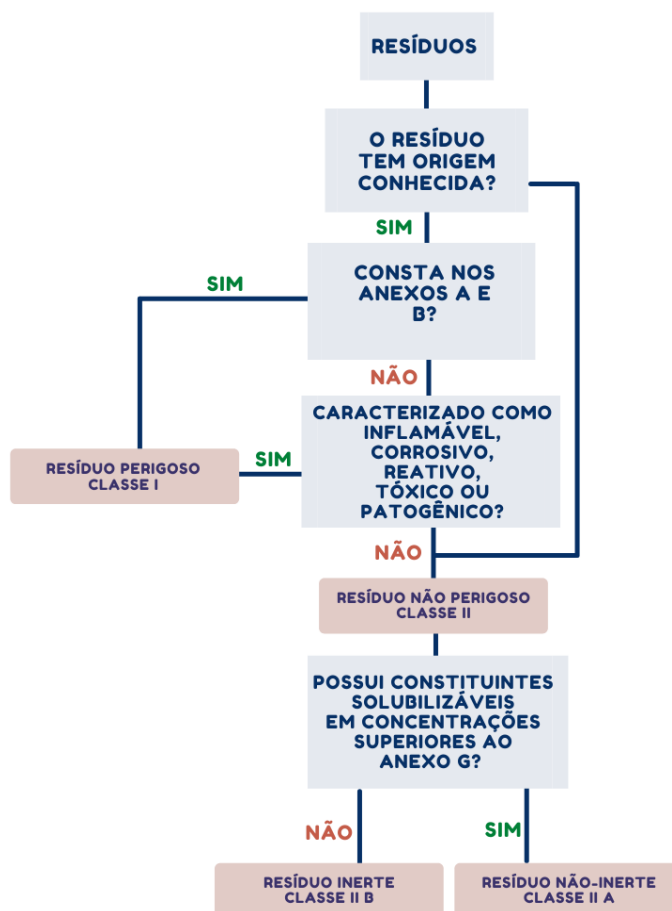 RESÍDUOS
O RESÍDUO
TEM ORIGEM
CONHECIDA?
SIM
CONSTA NOS
ANEXOS A E
B?
SIM
NÃO
CARACTERIZADO COMO
INFLAMÁVEL,
CORROSIVO,
REATIVO,
TÓXICO OU
PATOGÊNICO?
SIM
RESÍDUO PERIGOSO
CLASSE I
NÃO
RESÍDUO NÃO PERIGOSO
CLASSE II
POSSUI CONSTITUINTES
SOLUBILIZÁVEIS
EM CONCENTRAÇÕES
SUPERIORES AO
ANEXO G?
NÃO
SIM
RESÍDUO INERTE
CLASSE II B
RESÍDUO NÃO-INERTE
CLASSE II A